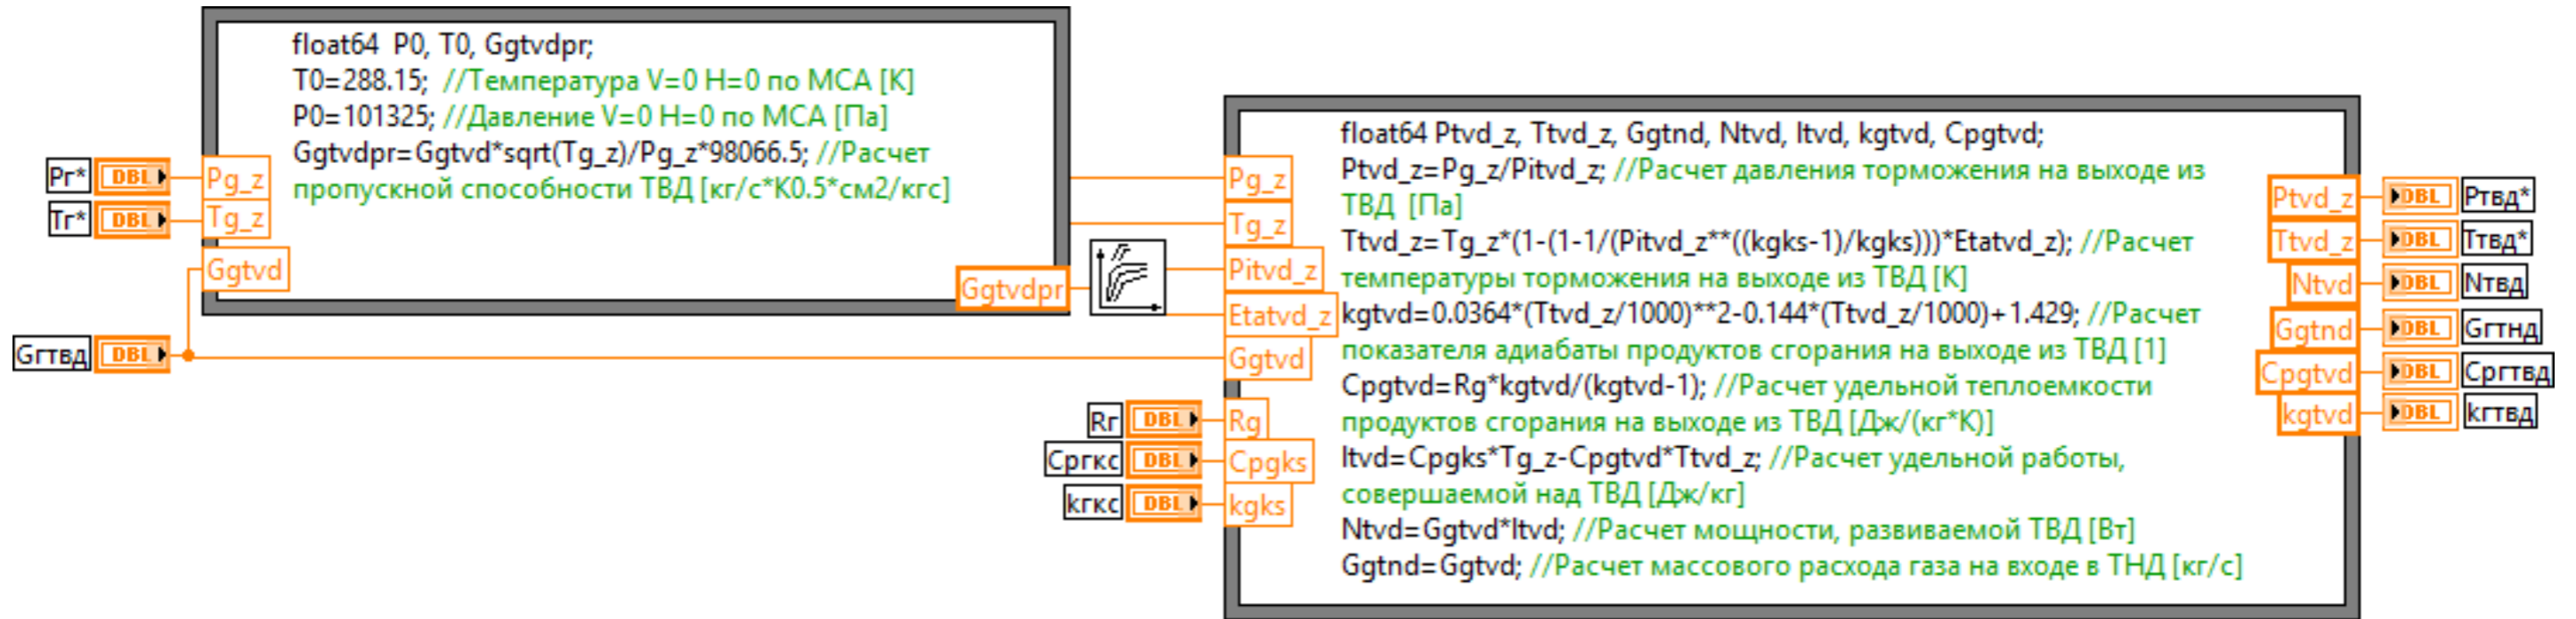 float64  P0, T0, Ggtvdpr;
T0=288.15;  //Температура V=0 H=0 по МСА [К]
P0=101325; //Давление V=0 H=0 по МСА [Па]
Ggtvdpr=Ggtvd*sqrt(Tg_z)/Pg_z*98066.5; //Расчет
пропускной способности ТВД [кг/с*К0.5*см2/кгс]
Pг*
DBL
Pg_z
Тг*
DBL
Tg_z
Ggtvd
Ggtvdpr
Gгтвд
DBL
float64 Ptvd_z, Ttvd_z, Ggtnd, Ntvd, Itvd, kgtvd, Cpgtvd;
Ptvd_z=Pg_z/Pitvd_z; //Расчет давления торможения на выходе из
ТВД  [Па]
Ttvd_z=Tg_z*(1-(1-1/(Pitvd_z**((kgks-1)/kgks)))*Etatvd_z); //Расчет
температуры торможения на выходе из ТВД [К]
kgtvd=0.0364*(Ttvd_z/1000)**2-0.144*(Ttvd_z/1000)+1.429; //Расчет
показателя адиабаты продуктов сгорания на выходе из ТВД [1]
Cpgtvd=Rg*kgtvd/(kgtvd-1); //Расчет удельной теплоемкости
продуктов сгорания на выходе из ТВД [Дж/(кг*К)]
Itvd=Cpgks*Tg_z-Cpgtvd*Ttvd_z; //Расчет удельной работы,
совершаемой над ТВД [Дж/кг]
Ntvd=Ggtvd*Itvd; //Расчет мощности, развиваемой ТВД [Вт]
Ggtnd=Ggtvd; //Расчет массового расхода газа на входе в ТНД [кг/с]
Pg_z
Tg_z
Pitvd_z
Etatvd_z
Ggtvd
Rг
DBL
Rg
Cpгкс
DBL
Cpgks
kгкс
DBL
kgks
Ptvd_z
DBL
Pтвд*
Ttvd_z
DBL
Tтвд*
Ntvd
DBL
Nтвд
Ggtnd
DBL
Gгтнд
Cpgtvd
DBL
Cpгтвд
kgtvd
DBL
kгтвд